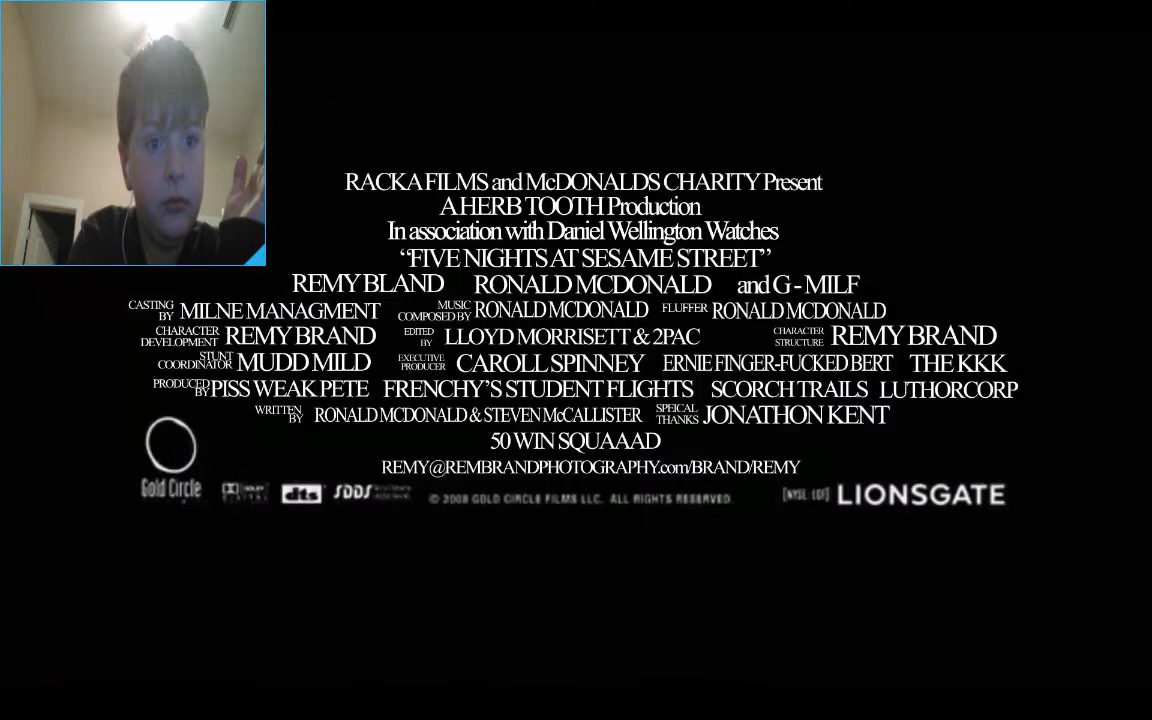 RACKA FILMS and McDONALDS CHARITY Present
A HERB TOOTH Production
In association with Daniel Wellington Watches
“FIVE NIGHTS AT SESAME STREET”
REMY BLAND RONALD MCDONALD and G - MILF
CASTING BY MILNE MANAGMENT MUSIC COMPOSED BY RONALD MCDONALD FLUFFER RONALD MCDONALD
CHARACTER DEVELOPMENT REMY BRAND EDITED BY LLOYD MORRISETT & 2PAC CHARACTER STRUCTURE REMY BRAND
STUNT COORDINATOR MUDD MILD EXECUTIVE PRODUCER CAROLL SPINNEY ERNIE FINGER-FUCKED BERT THE KKK
PRODUCED BY PISS WEAK PETE FRENCHY’S STUDENT FLIGHTS SCORCH TRAILS LUTHORCORP
WRITTEN BY RONALD MCDONALD & STEVEN McCALLISTER SPEICAL THANKS JONATHON KENT
50 WIN SQUAAAD
REMY@REMBRANDPHOTOGRAPHY.com/BRAND/REMY
Gold Circle DOLBY dts SDDS © 2008 GOLD CIRCLE FILMS LLC. ALL RIGHTS RESERVED. [NYSE: LGF] LIONSGATE